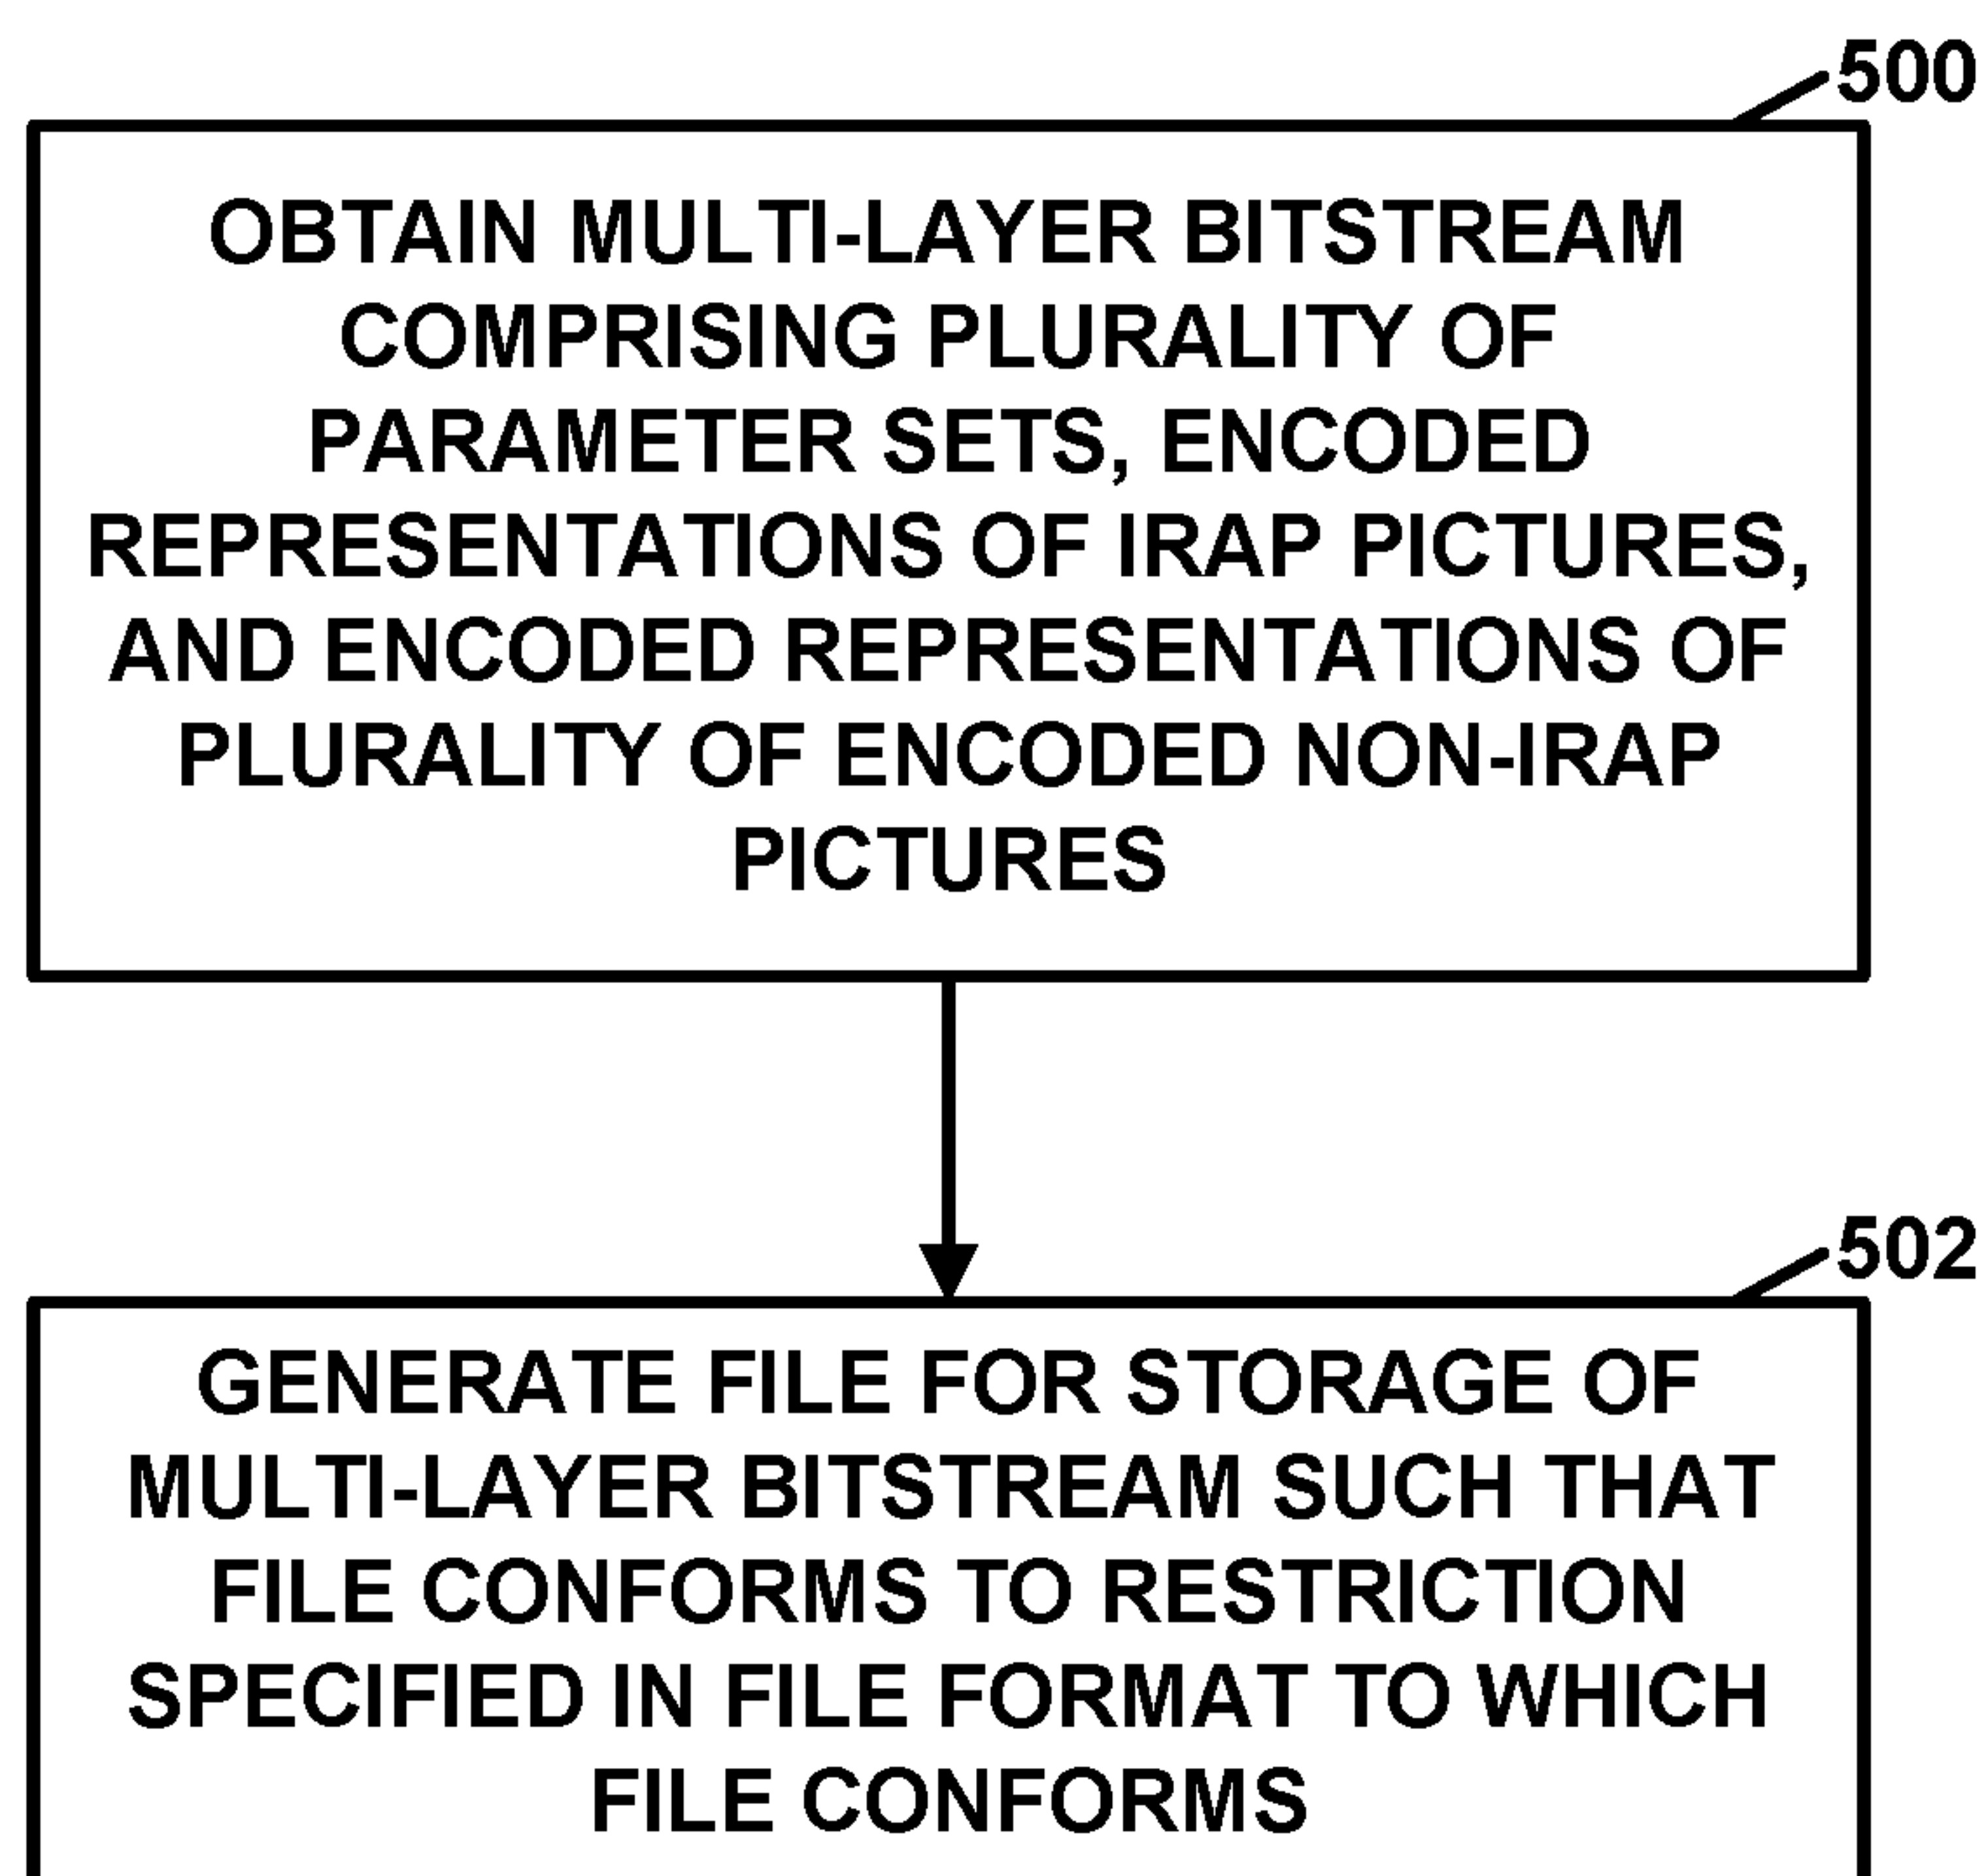 500
OBTAIN MULTI-LAYER BITSTREAM
COMPRISING PLURALITY OF
PARAMETER SETS, ENCODED
REPRESENTATIONS OF IRAP PICTURES,
AND ENCODED REPRESENTATIONS OF
PLURALITY OF ENCODED NON-IRAP
PICTURES
502
GENERATE FILE FOR STORAGE OF
MULTI-LAYER BITSTREAM SUCH THAT
FILE CONFORMS TO RESTRICTION
SPECIFIED IN FILE FORMAT TO WHICH
FILE CONFORMS